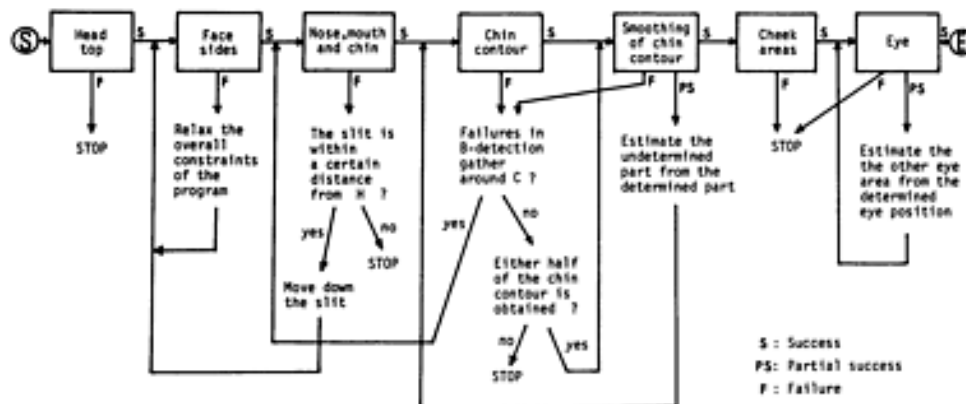 S
Head
top
S
F
STOP
Face
sides
S
F
Relax the
overall
constraints
of the
program
Nose, mouth
and chin
S
F
The slit is
within
a certain
distance
from H ?
yes
no
STOP
Move down
the slit
Chin
contour
S
F
Failures in
B-detection
gather
around C ?
yes
no
Either half
of the chin
contour is
obtained ?
no
yes
STOP
Smoothing
of chin
contour
S
F
PS
Estimate the
undetermined
part from the
determined part
Cheek
areas
S
F
STOP
Eye
S
F
PS
E
Estimate the
the other eye
area from the
determined
eye position
S : Success
PS: Partial success
F : Failure